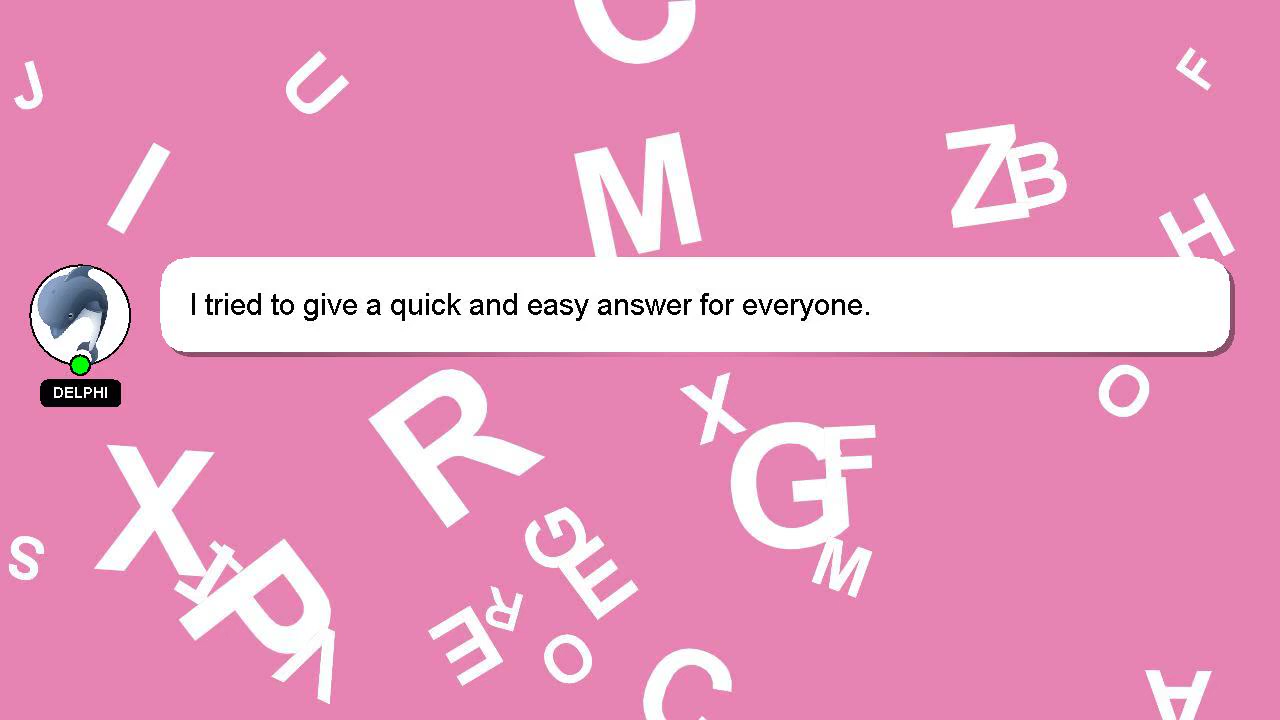 C
J
U
F
I
M
Z
B
H
I tried to give a quick and easy answer for everyone.
DELPHI
R
X
O
G
F
X
S
G
E
M
P
R
E
O
V
C
A